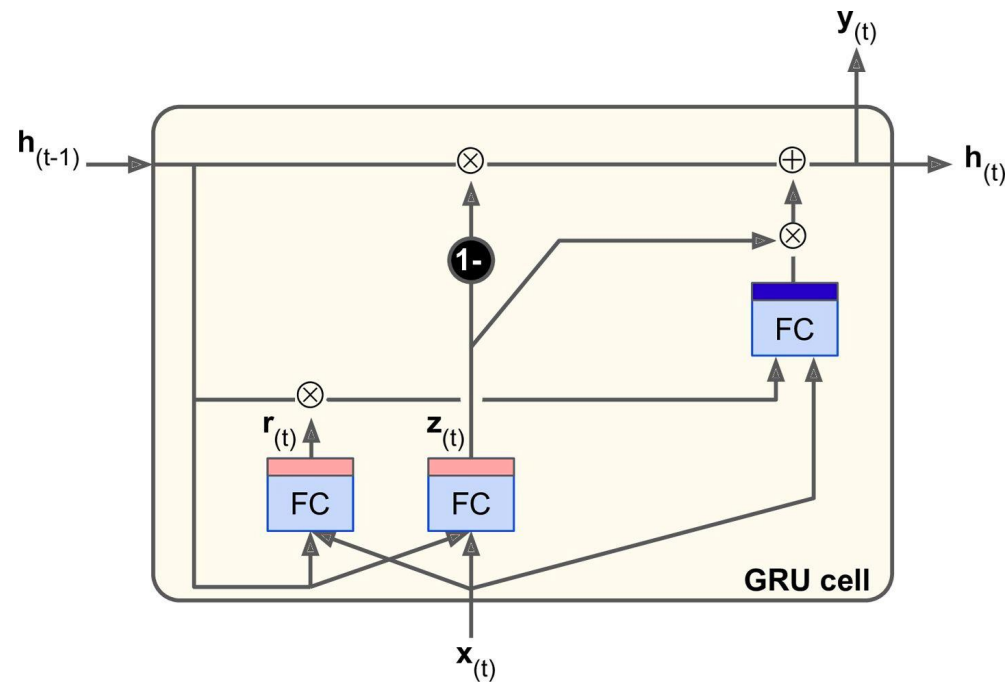 y(t)
h(t-1)
⊗
+
h(t)
1-
⊗
FC
⊗
r(t)
z(t)
FC
FC
GRU cell
x(t)